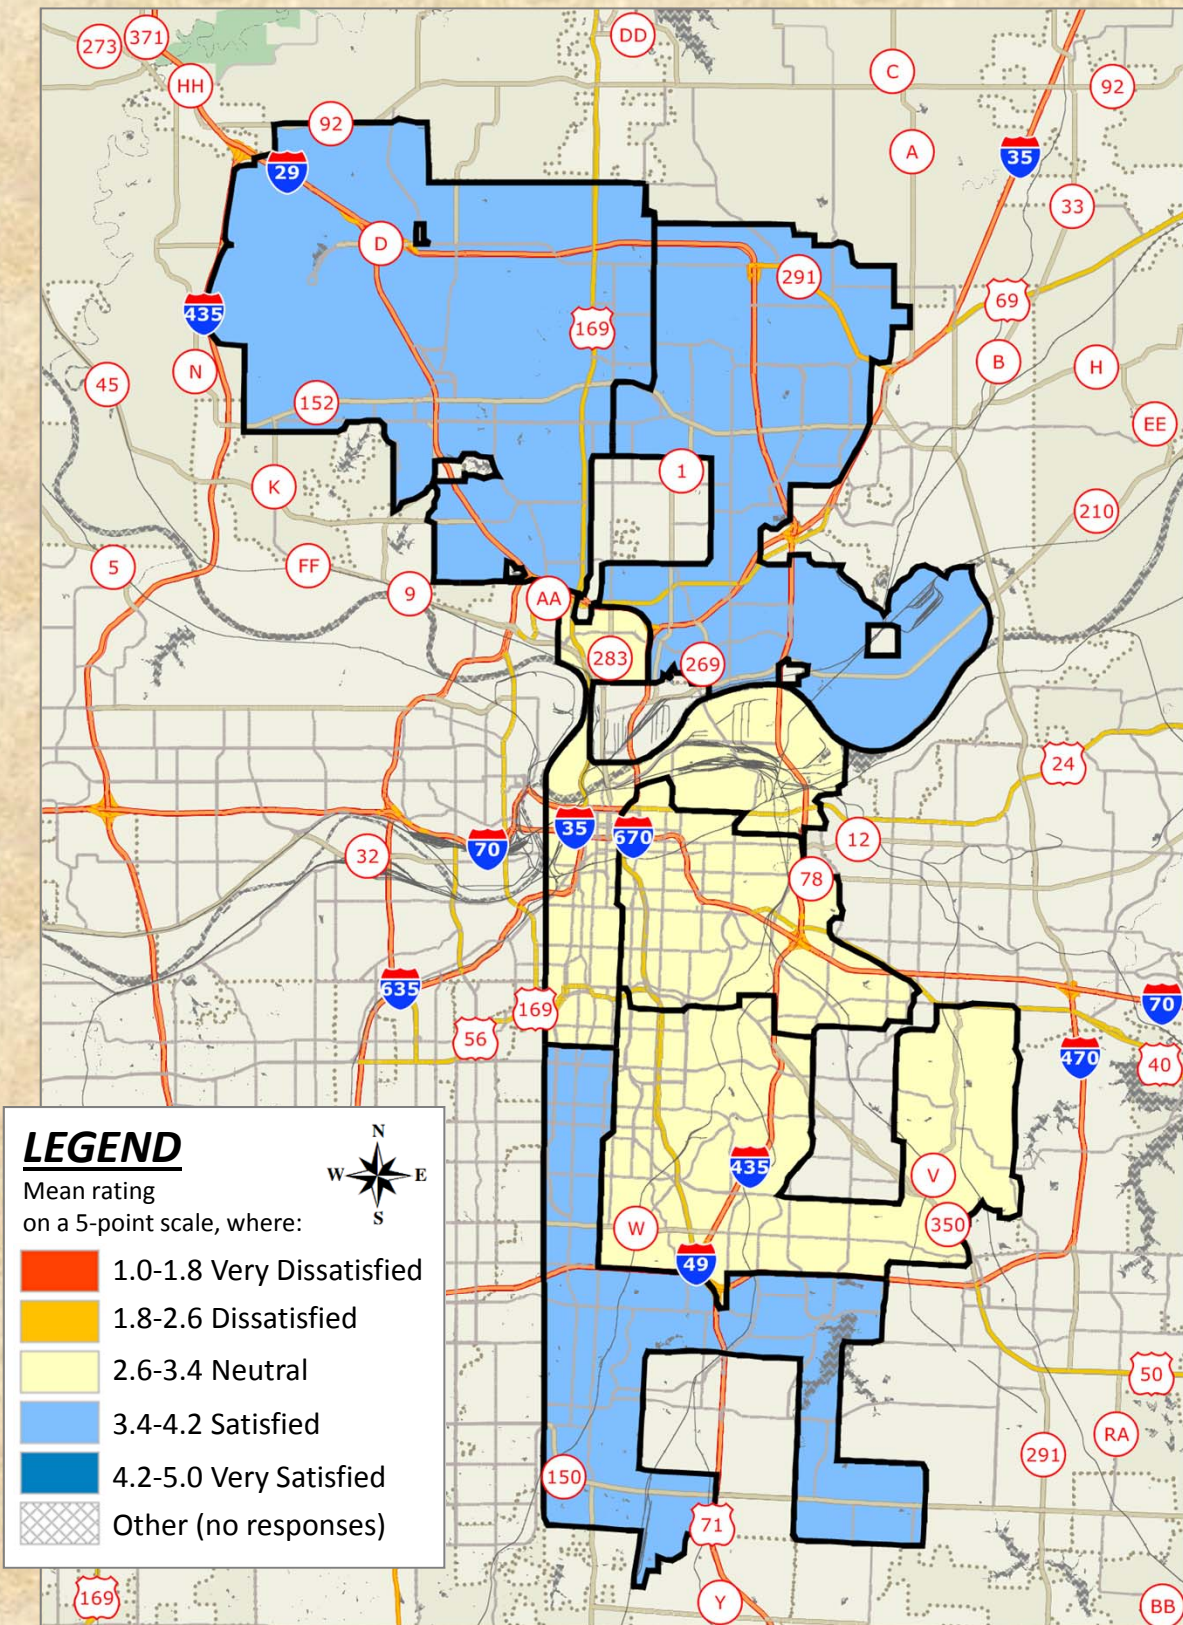 371
273
DD
HH
C
92
92
A
35
29
33
D
291
69
435
169
B
N
H
45
152
EE
1
K
210
5
FF
9
AA
283
269
24
35
670
12
70
32
78
635
70
169
56
470
40
435
V
W
350
49
50
RA
291
150
71
169
Y
BB
LEGEND
N
W E
S
Mean rating
on a 5-point scale, where:
1.0-1.8 Very Dissatisfied
1.8-2.6 Dissatisfied
2.6-3.4 Neutral
3.4-4.2 Satisfied
4.2-5.0 Very Satisfied
Other (no responses)